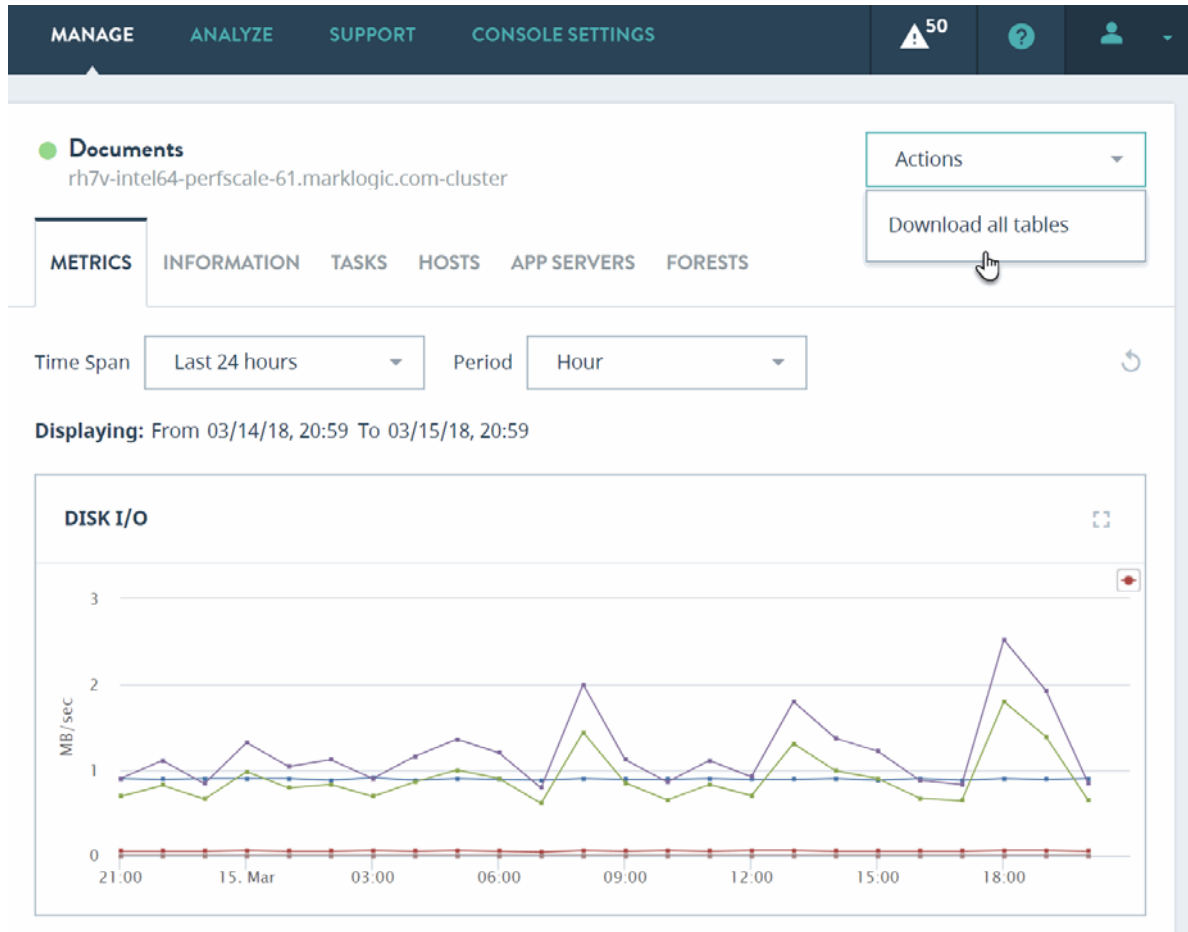 MANAGE ANALYZE SUPPORT CONSOLE SETTINGS 50 ?
Documents
rh7v-intel64-perfscale-61.marklogic.com-cluster
Actions
Download all tables
METRICS INFORMATION TASKS HOSTS APP SERVERS FORESTS
Time Span Last 24 hours Period Hour
Displaying: From 03/14/18, 20:59 To 03/15/18, 20:59
DISK I/O
MB/sec
3
2
1
0
21:00 15. Mar 03:00 06:00 09:00 12:00 15:00 18:00